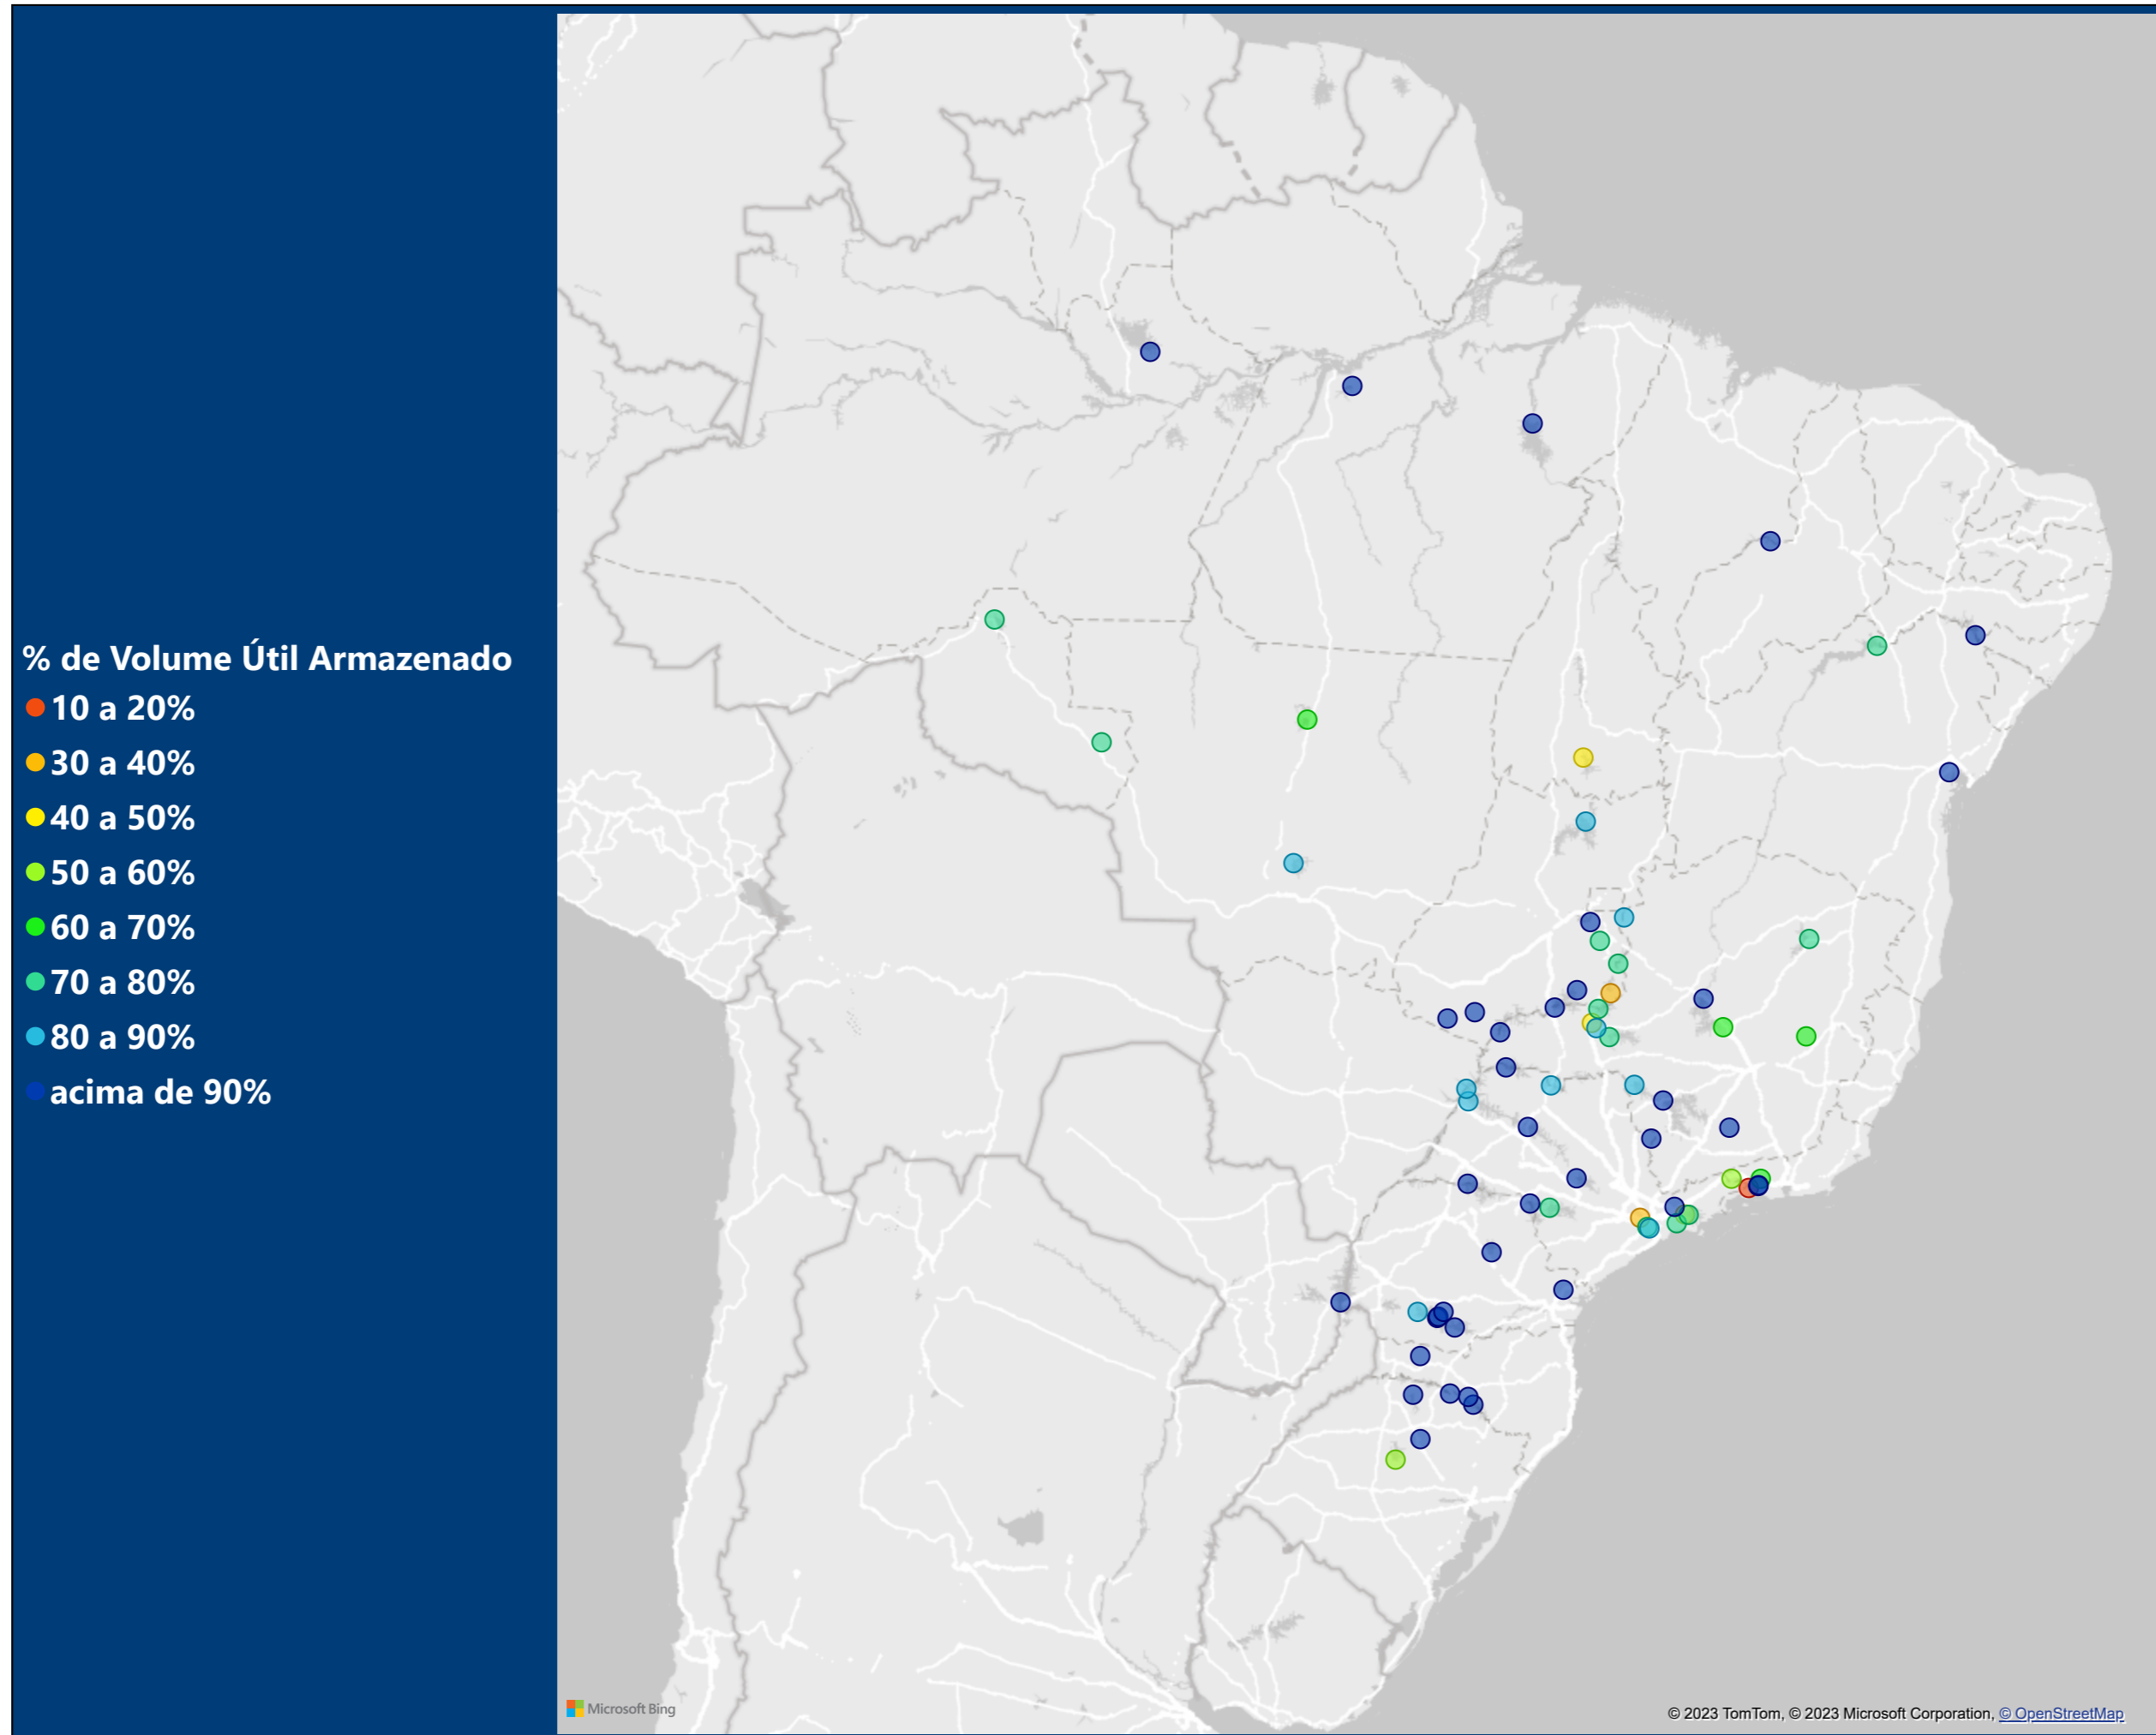 % de Volume Útil Armazenado
10 a 20%
30 a 40%
40 a 50%
50 a 60%
60 a 70%
70 a 80%
80 a 90%
acima de 90%
Microsoft Bing
© 2023 TomTom, © 2023 Microsoft Corporation, © OpenStreetMap